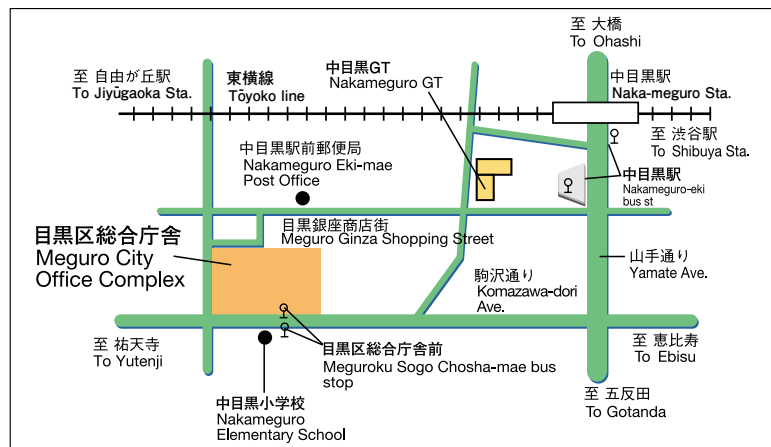 至 大橋
To Ohashi
至 自由が丘駅
To Jiyūgaoka Sta.
東横線
Tōyoko line
中目黒GT
Nakameguro GT
中目黒駅
Naka-meguro Sta.
至 渋谷駅
To Shibuya Sta.
中目黒駅前郵便局
Nakameguro Eki-mae
Post Office
中目黒駅
Nakameguro-eki
bus st
目黒銀座商店街
Meguro Ginza Shopping Street
目黒区総合庁舎
Meguro City
Office Complex
駒沢通り
Komazawa-dori
Ave.
山手通り
Yamate Ave.
至 祐天寺
To Yutenji
目黒区総合庁舎前
Meguroku Sogo Chosha-mae bus
stop
至 恵比寿
To Ebisu
中目黒小学校
Nakameguro
Elementary School
至 五反田
To Gotanda